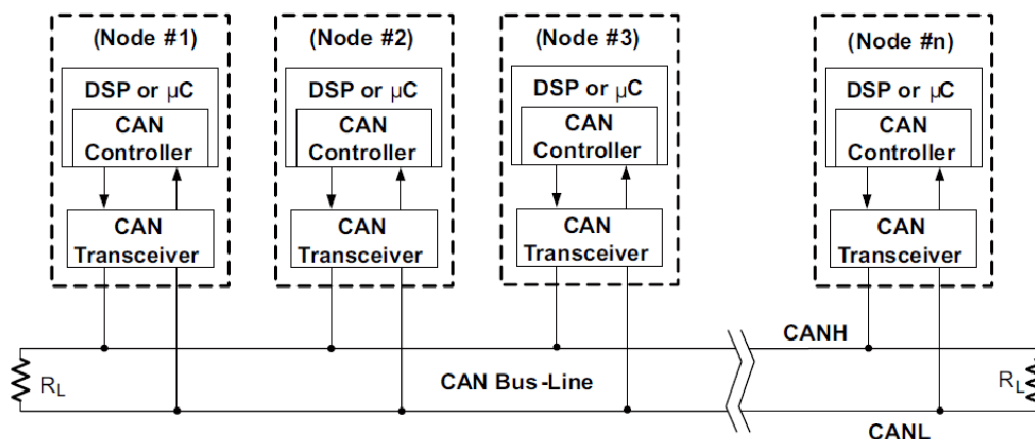 (Node #1)
(Node #2)
(Node #3)
(Node #n)
DSP or µC
DSP or µC
DSP or µC
DSP or µC
CAN
Controller
CAN
Controller
CAN
Controller
CAN
Controller
CAN
Transceiver
CAN
Transceiver
CAN
Transceiver
CAN
Transceiver
CANH
RL
CAN Bus-Line
RL
CANL